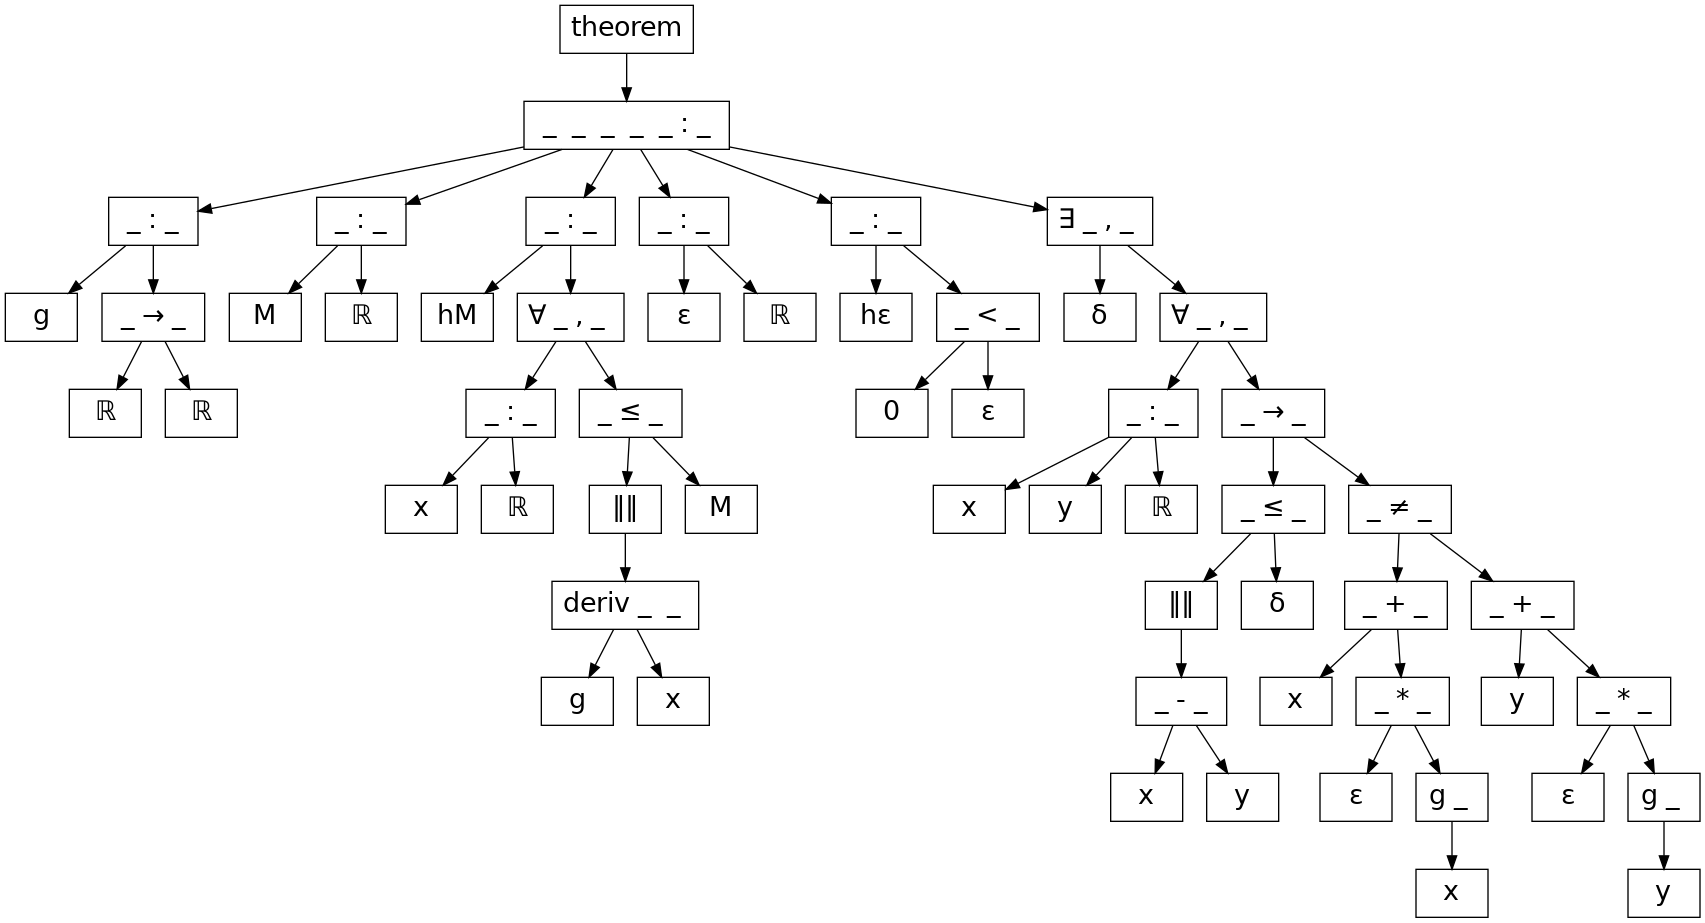 theorem
_ _ _ _ _ : _
_ : _ _ : _ _ : _ _ : _ _ : _ ∃ _ , _
g _ → _ M ℝ hM ∀ _ , _ ε ℝ hε _ < _ δ ∀ _ , _
ℝ ℝ _ : _ _ ≤ _ 0 ε _ : _ _ → _
x ℝ ‖‖ M x y ℝ _ ≤ _ _ ≠ _
deriv _ _ ‖‖ δ _ + _ _ + _
g x _ - _ x _ * _ y _ * _
x y ε g _ ε g _
x y